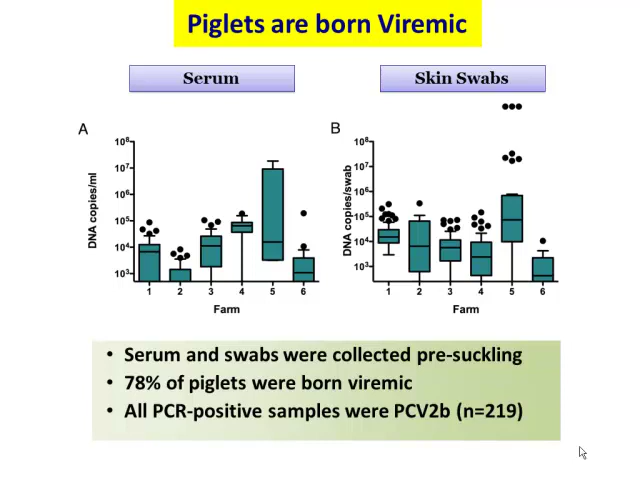 Piglets are born Viremic
Serum
Skin Swabs
A
DNA copies/ml
10⁸
10⁷
10⁶
10⁵
10⁴
10³
1 2 3 4 5 6
Farm
B
DNA copies/swab
10⁸
10⁷
10⁶
10⁵
10⁴
10³
1 2 3 4 5 6
Farm
• Serum and swabs were collected pre-suckling
• 78% of piglets were born viremic
• All PCR-positive samples were PCV2b (n=219)